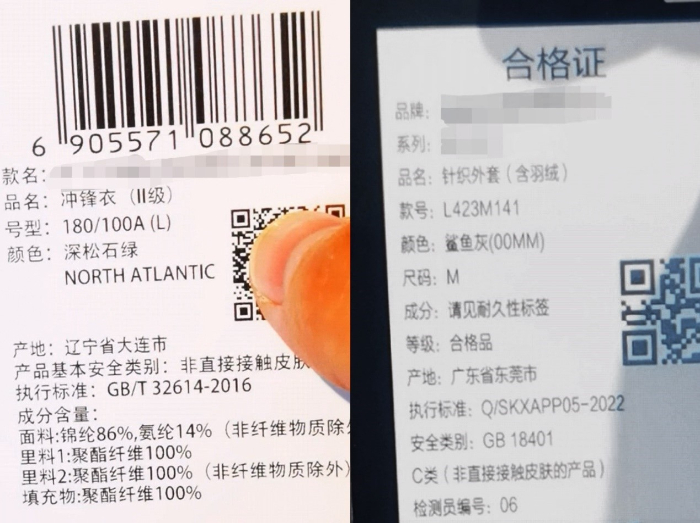 6 905571 088652
款名：
品名：冲锋衣（II级）
号型：180/100A (L)
颜色：深松石绿
NORTH ATLANTIC
产地：辽宁省大连市
产品基本安全类别：非直接接触皮肤
执行标准：GB/T 32614-2016
成分含量：
面料:锦纶86%,氨纶14%（非纤维物质除外
里料1:聚酯纤维100%
里料2:聚酯纤维100%（非纤维物质除外）
填充物:聚酯纤维100%
合格证
品牌：
系列：
品名：针织外套（含羽绒）
款号：L423M141
颜色：鲨鱼灰(00MM)
尺码：M
成分：请见耐久性标签
等级：合格品
产地：广东省东莞市
执行标准：Q/SKXAPP05-2022
安全类别：GB 18401
C类（非直接接触皮肤的产品）
检测员编号：06